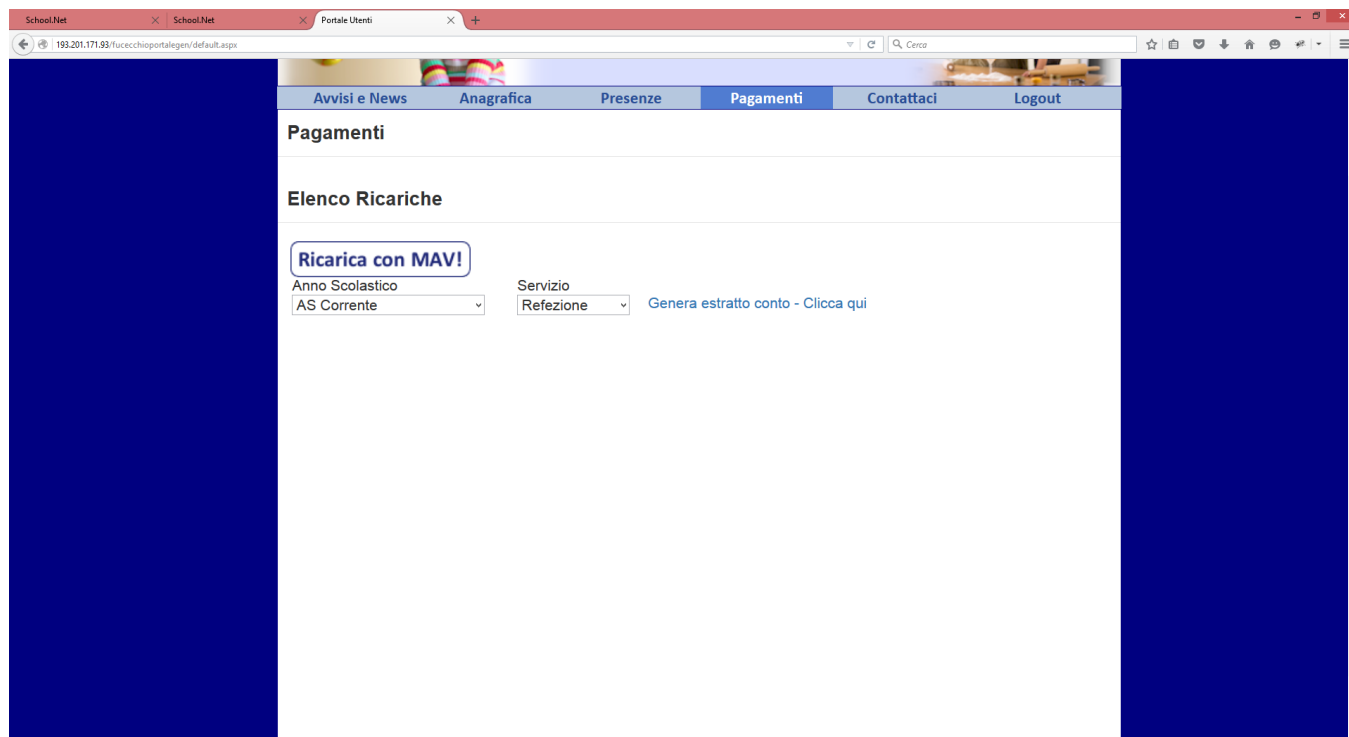 School.Net School.Net Portale Utenti
193.201.171.93/fucecchioportalegen/default.aspx Cerca
Avvisi e News Anagrafica Presenze Pagamenti Contattaci Logout
Pagamenti
Elenco Ricariche
Ricarica con MAV!
Anno Scolastico Servizio
AS Corrente Refezione Genera estratto conto - Clicca qui